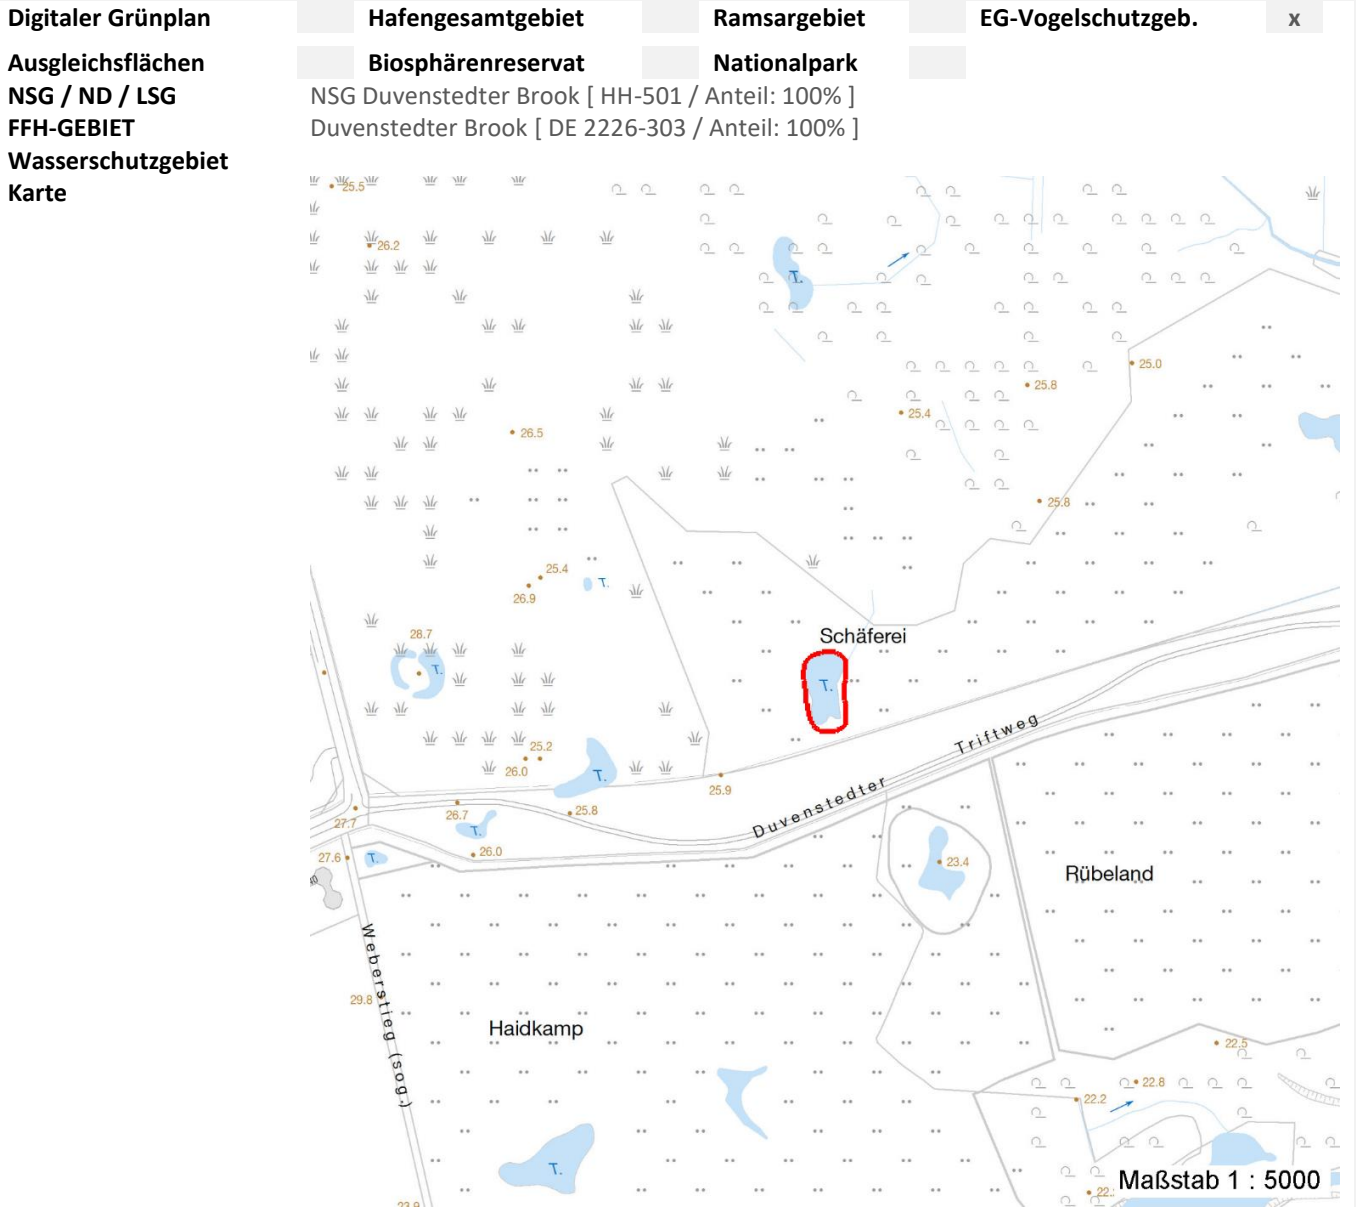 Digitaler Grünplan Hafengesamtgebiet Ramsargebiet EG-Vogelschutzgeb. x
Ausgleichsflächen Biosphärenreservat Nationalpark
NSG / ND / LSG NSG Duvenstedter Brook [ HH-501 / Anteil: 100% ]
FFH-GEBIET Duvenstedter Brook [ DE 2226-303 / Anteil: 100% ]
Wasserschutzgebiet
Karte
25.5
26.2
T.
25.0
25.8
25.4
26.5
25.8
25.4
T.
26.9
28.7
Schäferei
T.
T.
Triftweg
25.2
26.0
T.
25.9
Duvenstedter
26.7
25.8
27.7
T.
26.0
27.6
T.
23.4
Rübeland
Weberstieg (sog.)
29.8
Haidkamp
22.5
22.8
22.2
T.
Maßstab 1 : 5000
23.9